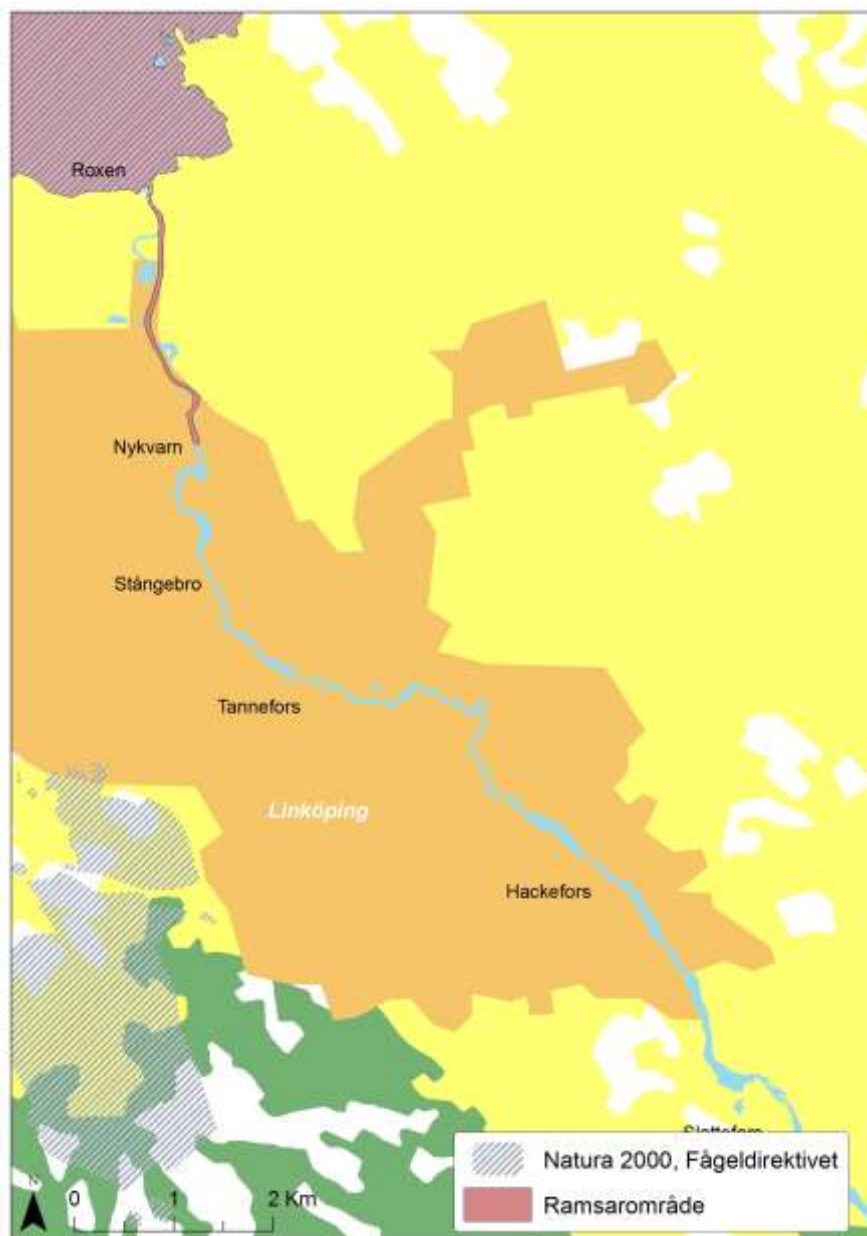 Roxen
Nykvarn
Stångebro
Tannefors
Linköping
Hackefors
N
0 1 2 Km
Natura 2000, Fågeldirektivet
Ramsarområde